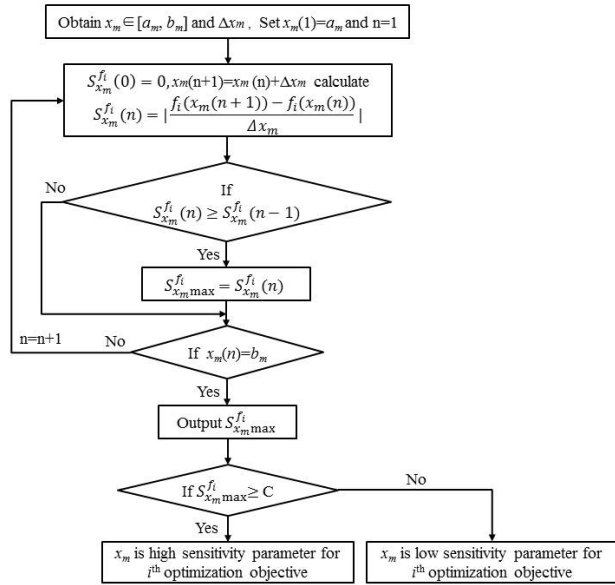 Obtain x_m∈[a_m, b_m] and Δx_m, Set x_m(1)=a_m and n=1
S_{x_m}^{f_i}(0) = 0, x_m(n+1)=x_m(n)+Δx_m calculate
S_{x_m}^{f_i}(n) = |\frac{f_i(x_m(n+1)) − f_i(x_m(n))}{Δx_m}|
No
If
S_{x_m}^{f_i}(n) ≥ S_{x_m}^{f_i}(n−1)
Yes
S_{x_m max}^{f_i} = S_{x_m}^{f_i}(n)
n=n+1
No
If x_m(n)=b_m
Yes
Output S_{x_m max}^{f_i}
If S_{x_m max}^{f_i} ≥ C
No
Yes
x_m is high sensitivity parameter for
i^th optimization objective
x_m is low sensitivity parameter for
i^th optimization objective